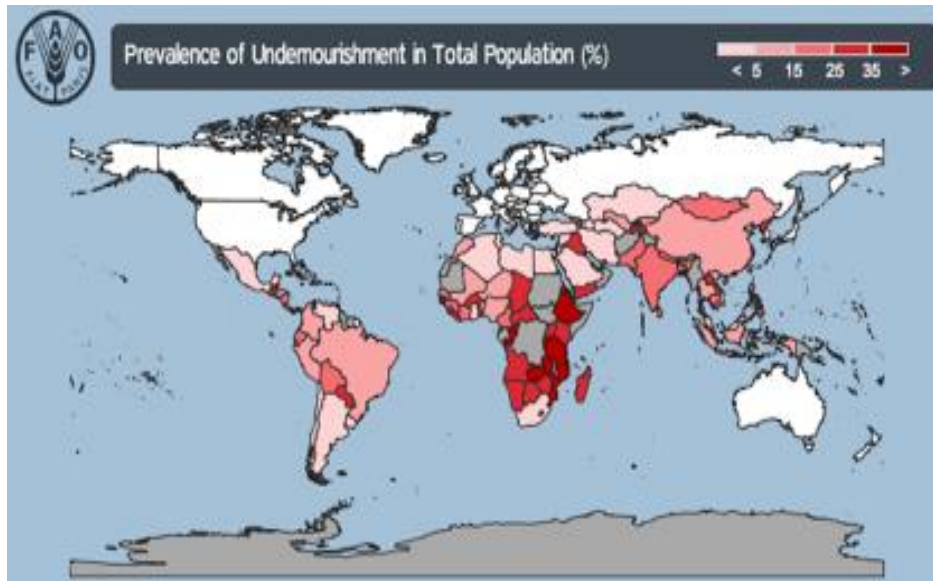 FAO
Prevalence of Undernourishment in Total Population (%)
< 5 15 25 35 >